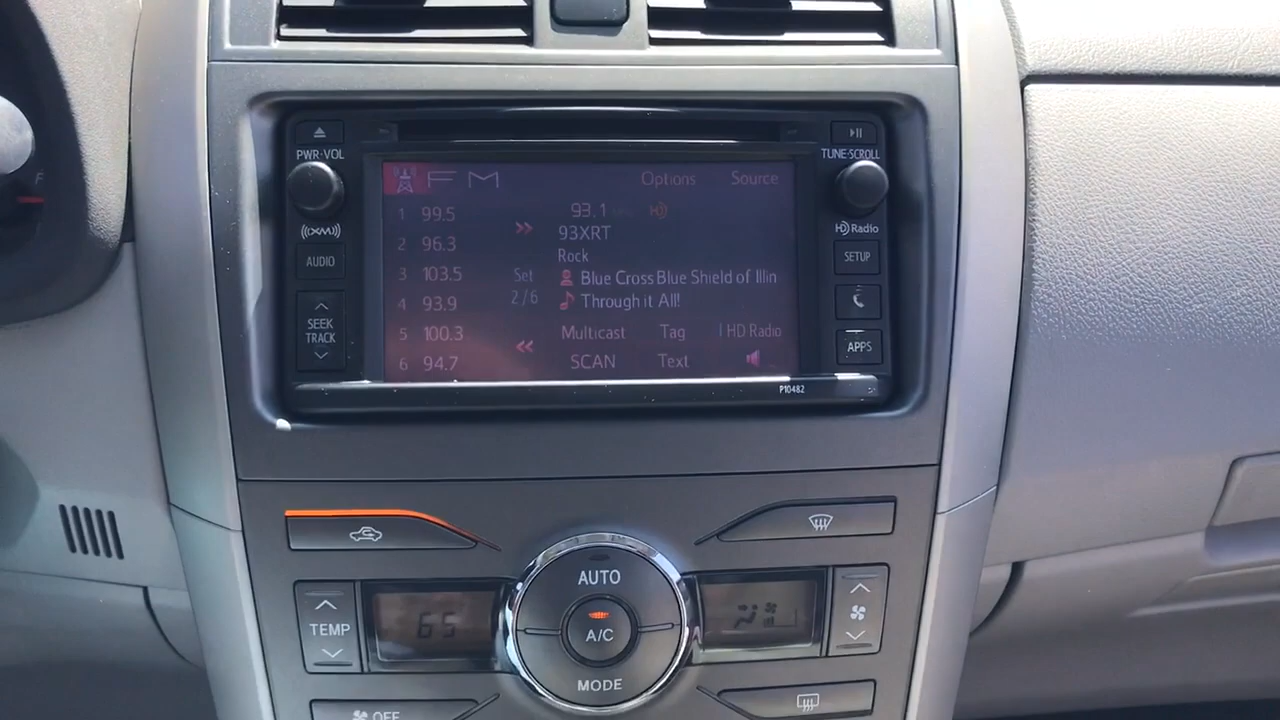 PWR·VOL
TUNE·SCROLL
FM
Options
Source
1 99.5
93.1
HD
2 96.3
93XRT
Rock
((XM))
HD Radio
AUDIO
SETUP
3 103.5
Set
Blue Cross Blue Shield of Illin
4 93.9
2/6
Through it All!
SEEK
TRACK
5 100.3
Multicast
Tag
HD Radio
APPS
6 94.7
SCAN
Text
P10482
F
AUTO
TEMP
65
A/C
MODE
OFF